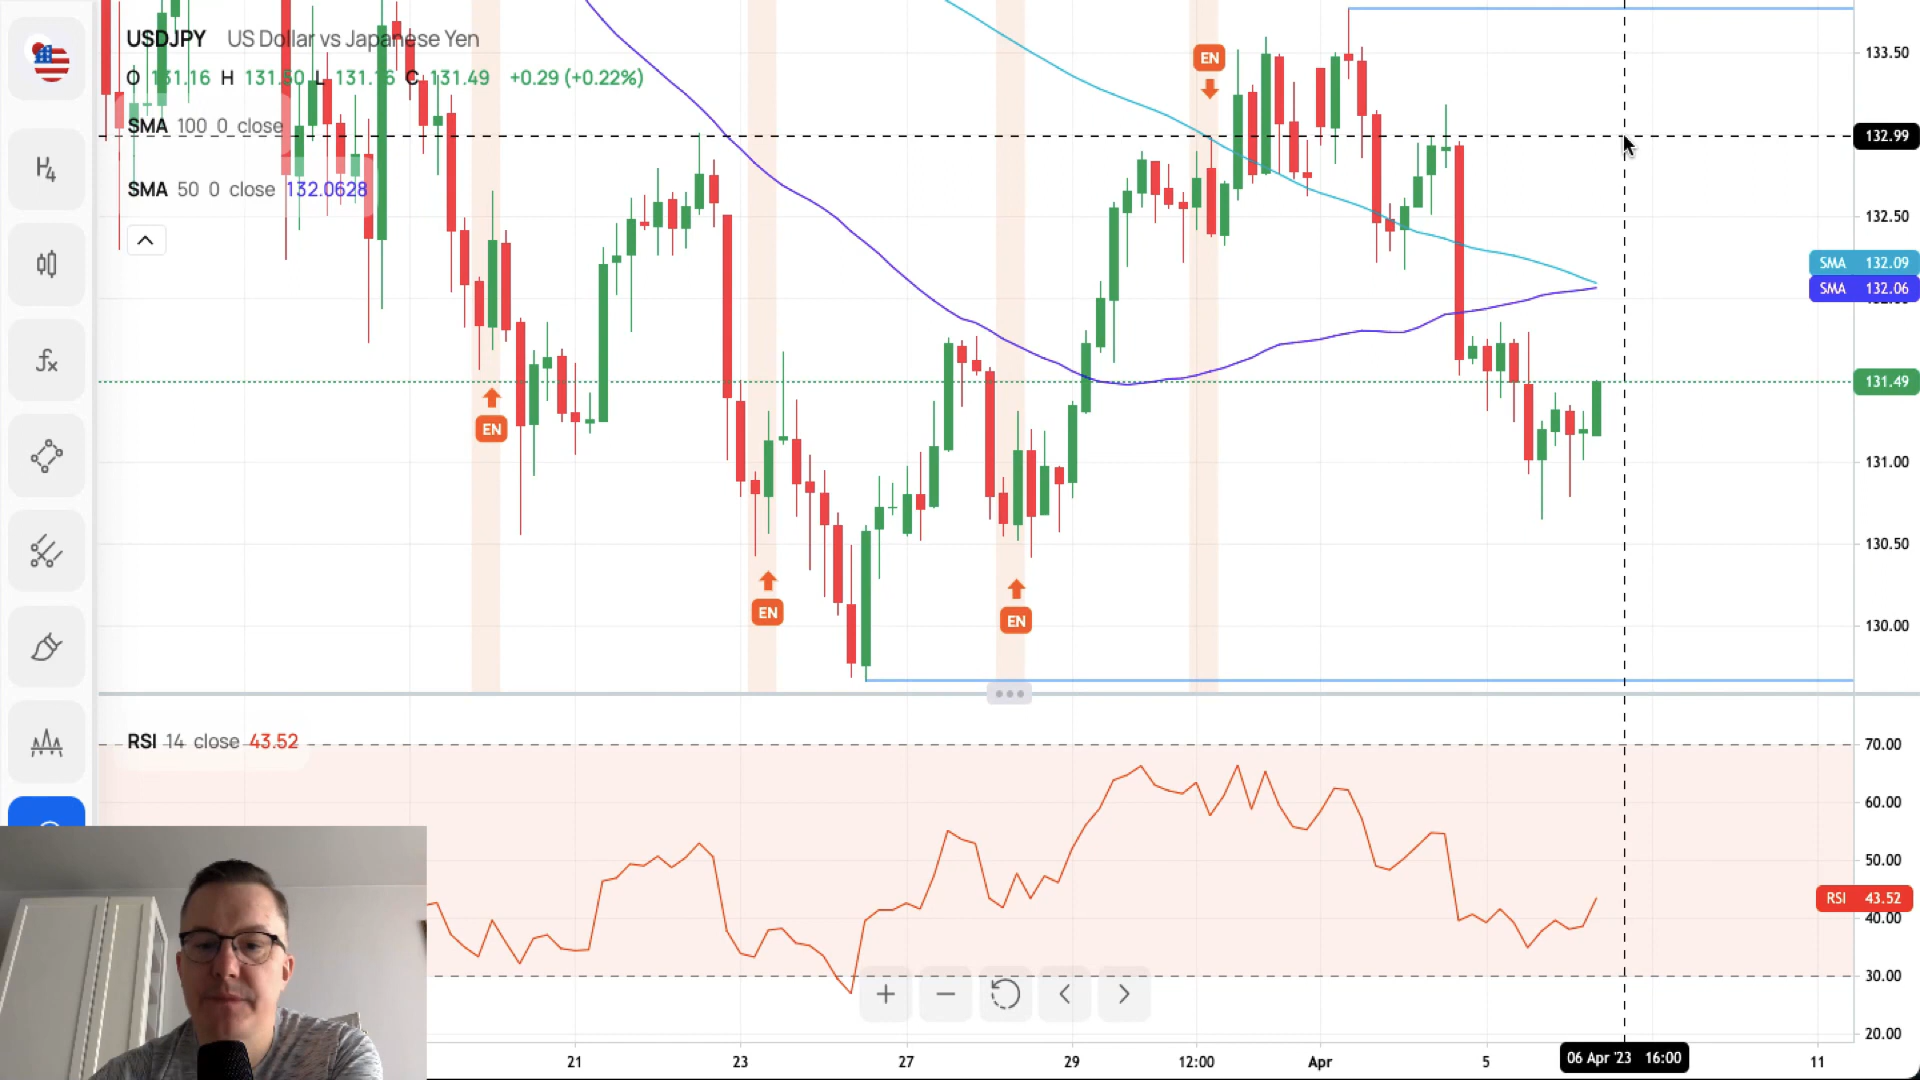 USDJPY US Dollar vs Japanese Yen
O 131.16 H 131.50 L 131.16 C 131.49 +0.29 (+0.22%)
SMA 100 0 close
SMA 50 0 close 132.0628
H4
fx
EN
EN
EN
EN
133.50
132.99
132.50
SMA 132.09
SMA 132.06
131.49
131.00
130.50
130.00
RSI 14 close 43.52
70.00
60.00
50.00
RSI 43.52
40.00
30.00
20.00
21 23 27 29 12:00 Apr 5 06 Apr '23 16:00 11